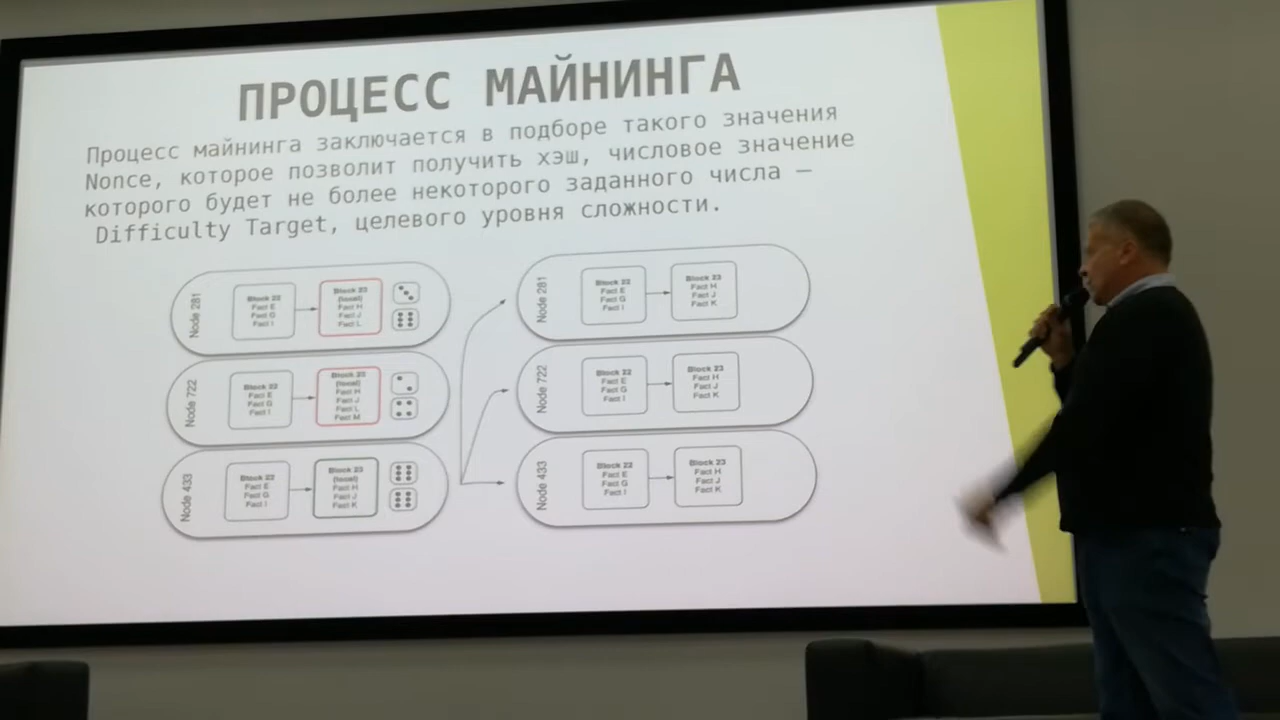 ПРОЦЕСС МАЙНИНГА
Процесс майнинга заключается в подборе такого значения
Nonce, которое позволит получить хэш, числовое значение
которого будет не более некоторого заданного числа –
Difficulty Target, целевого уровня сложности.
Node 281
Block 22
Fact E
Fact G
Fact I
Block 23
(local)
Fact H
Fact J
Fact L
Node 722
Block 22
Fact E
Fact G
Fact I
Block 23
(local)
Fact H
Fact J
Fact L
Fact M
Node 433
Block 22
Fact E
Fact G
Fact I
Block 23
(local)
Fact H
Fact J
Fact K
Node 281
Block 22
Fact E
Fact G
Fact I
Block 23
Fact H
Fact J
Fact K
Node 722
Block 22
Fact E
Fact G
Fact I
Block 23
Fact H
Fact J
Fact K
Node 433
Block 22
Fact E
Fact G
Fact I
Block 23
Fact H
Fact J
Fact K